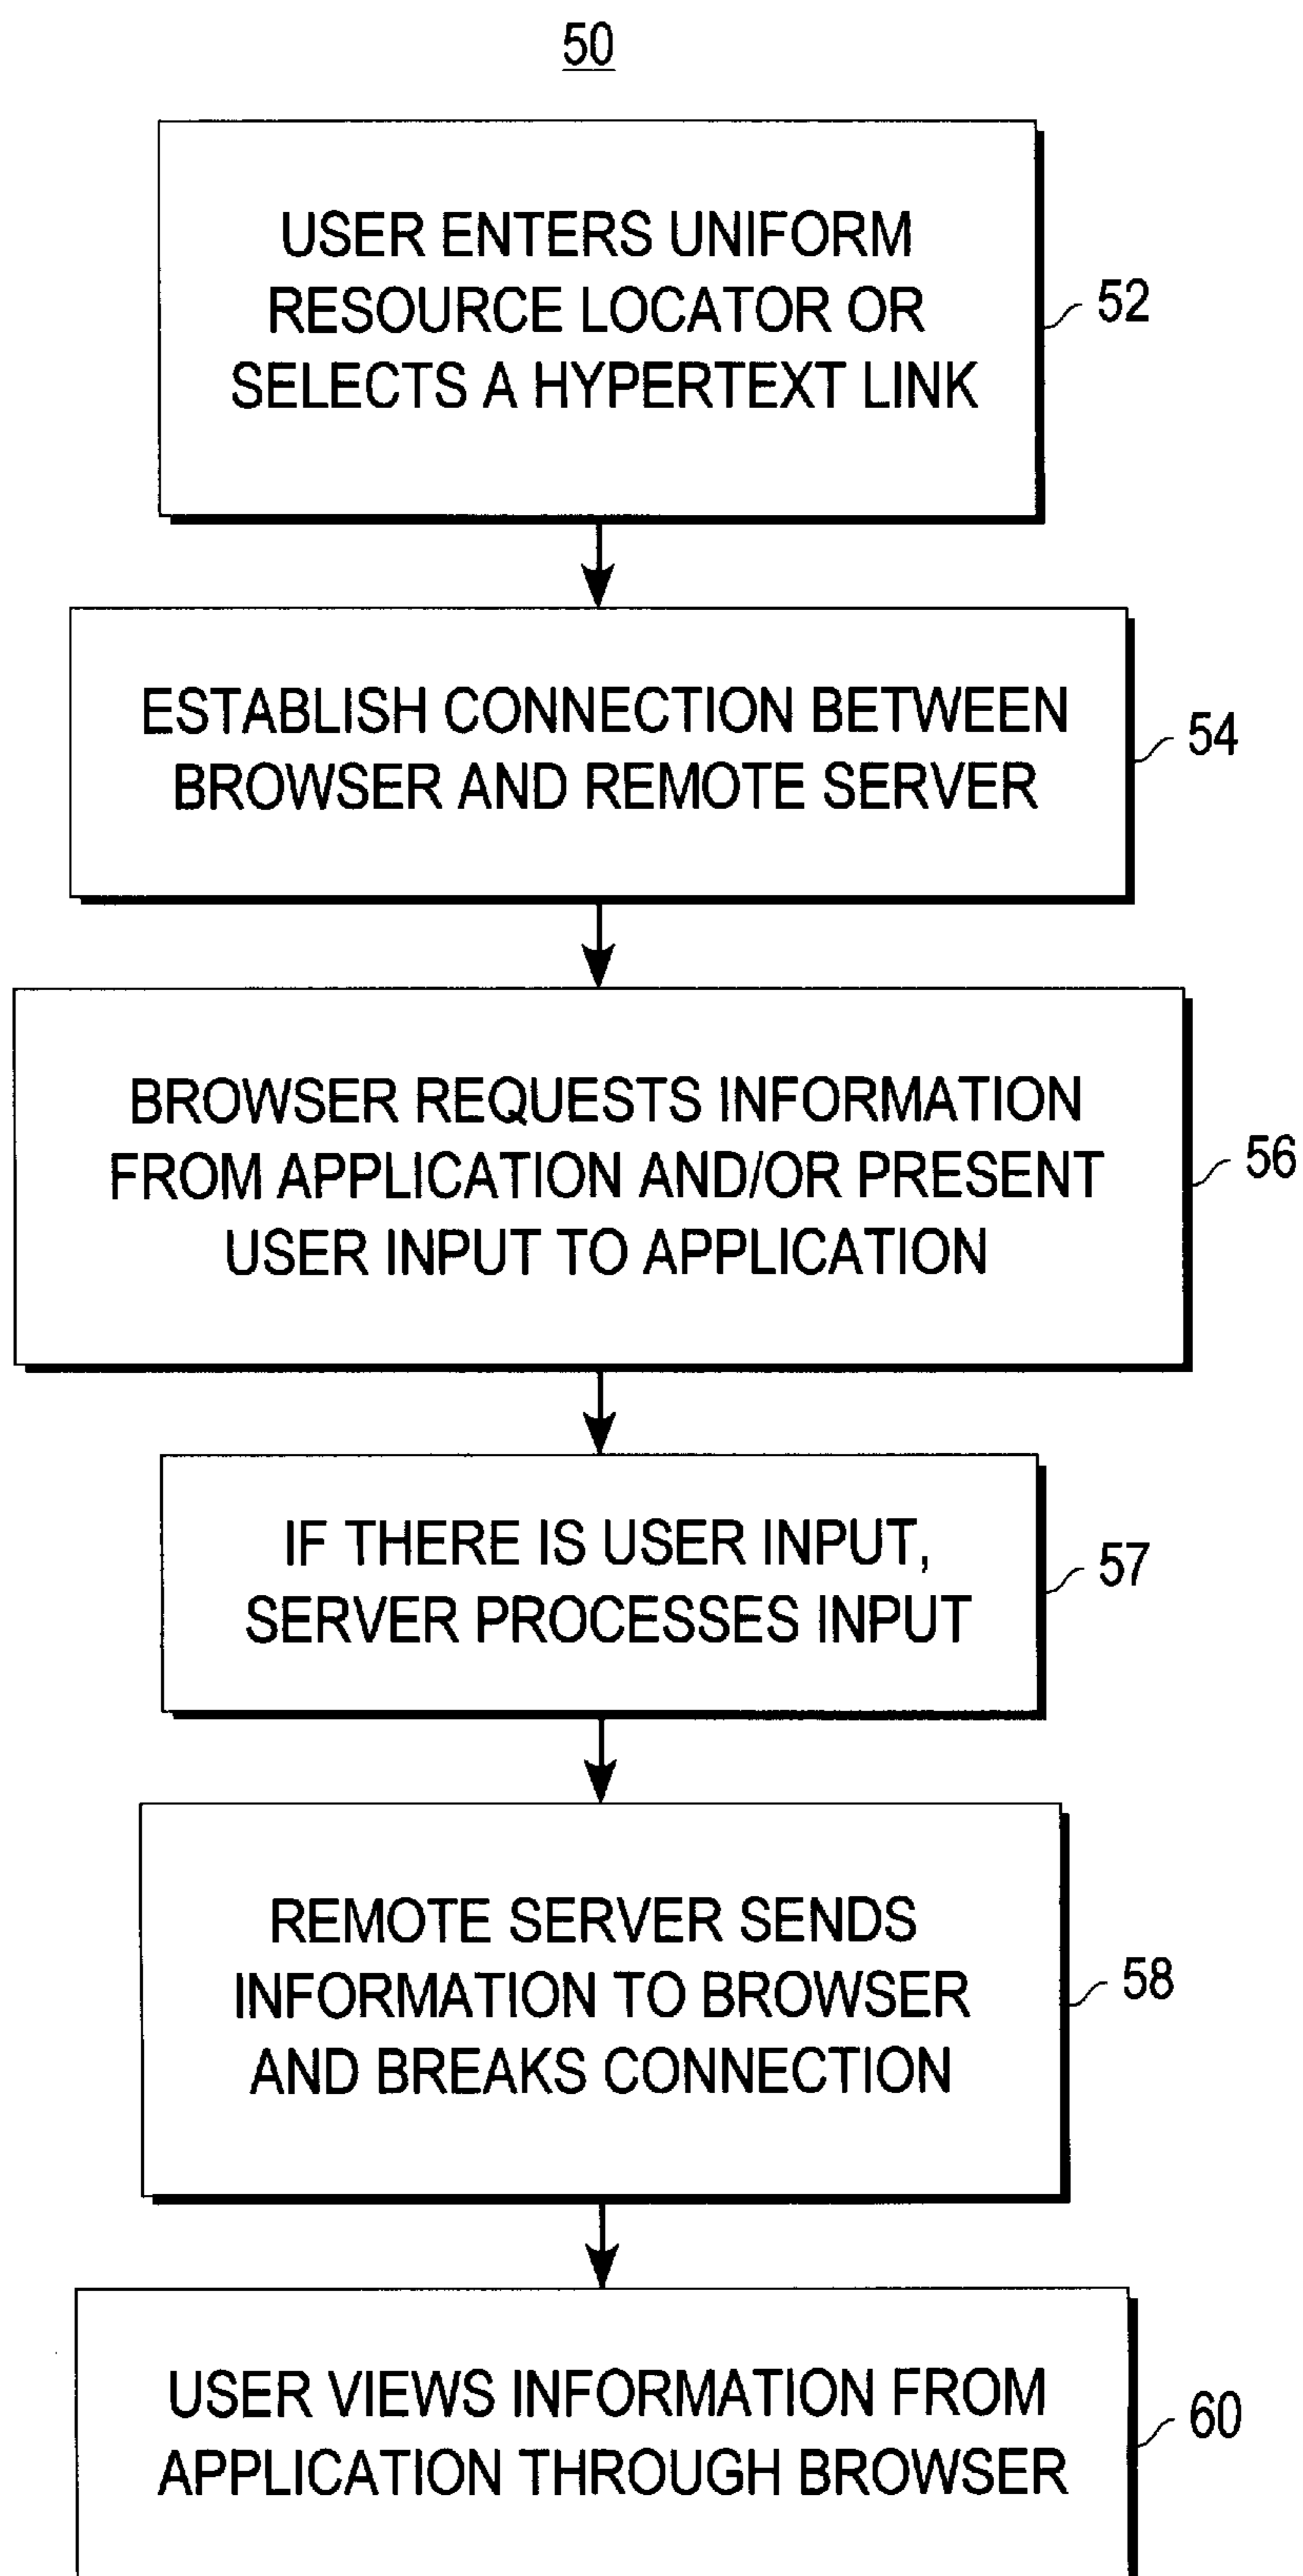 50
USER ENTERS UNIFORM
RESOURCE LOCATOR OR
SELECTS A HYPERTEXT LINK
52
ESTABLISH CONNECTION BETWEEN
BROWSER AND REMOTE SERVER
54
BROWSER REQUESTS INFORMATION
FROM APPLICATION AND/OR PRESENT
USER INPUT TO APPLICATION
56
IF THERE IS USER INPUT,
SERVER PROCESSES INPUT
57
REMOTE SERVER SENDS
INFORMATION TO BROWSER
AND BREAKS CONNECTION
58
USER VIEWS INFORMATION FROM
APPLICATION THROUGH BROWSER
60